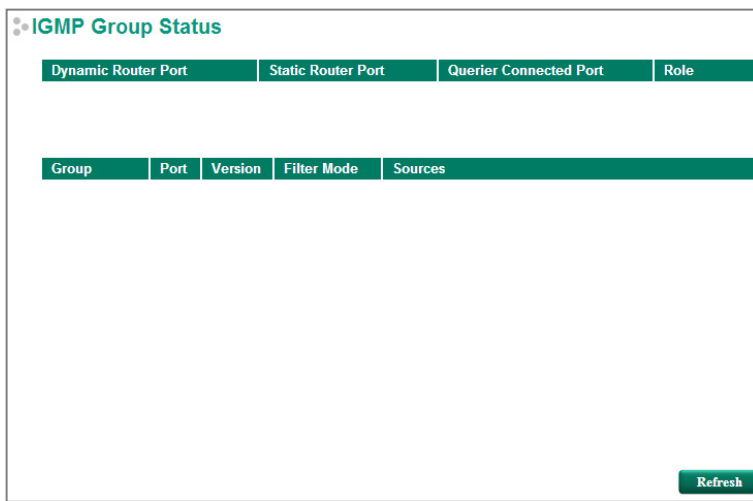 IGMP Group Status
Dynamic Router Port Static Router Port Querier Connected Port Role
Group Port Version Filter Mode Sources
Refresh